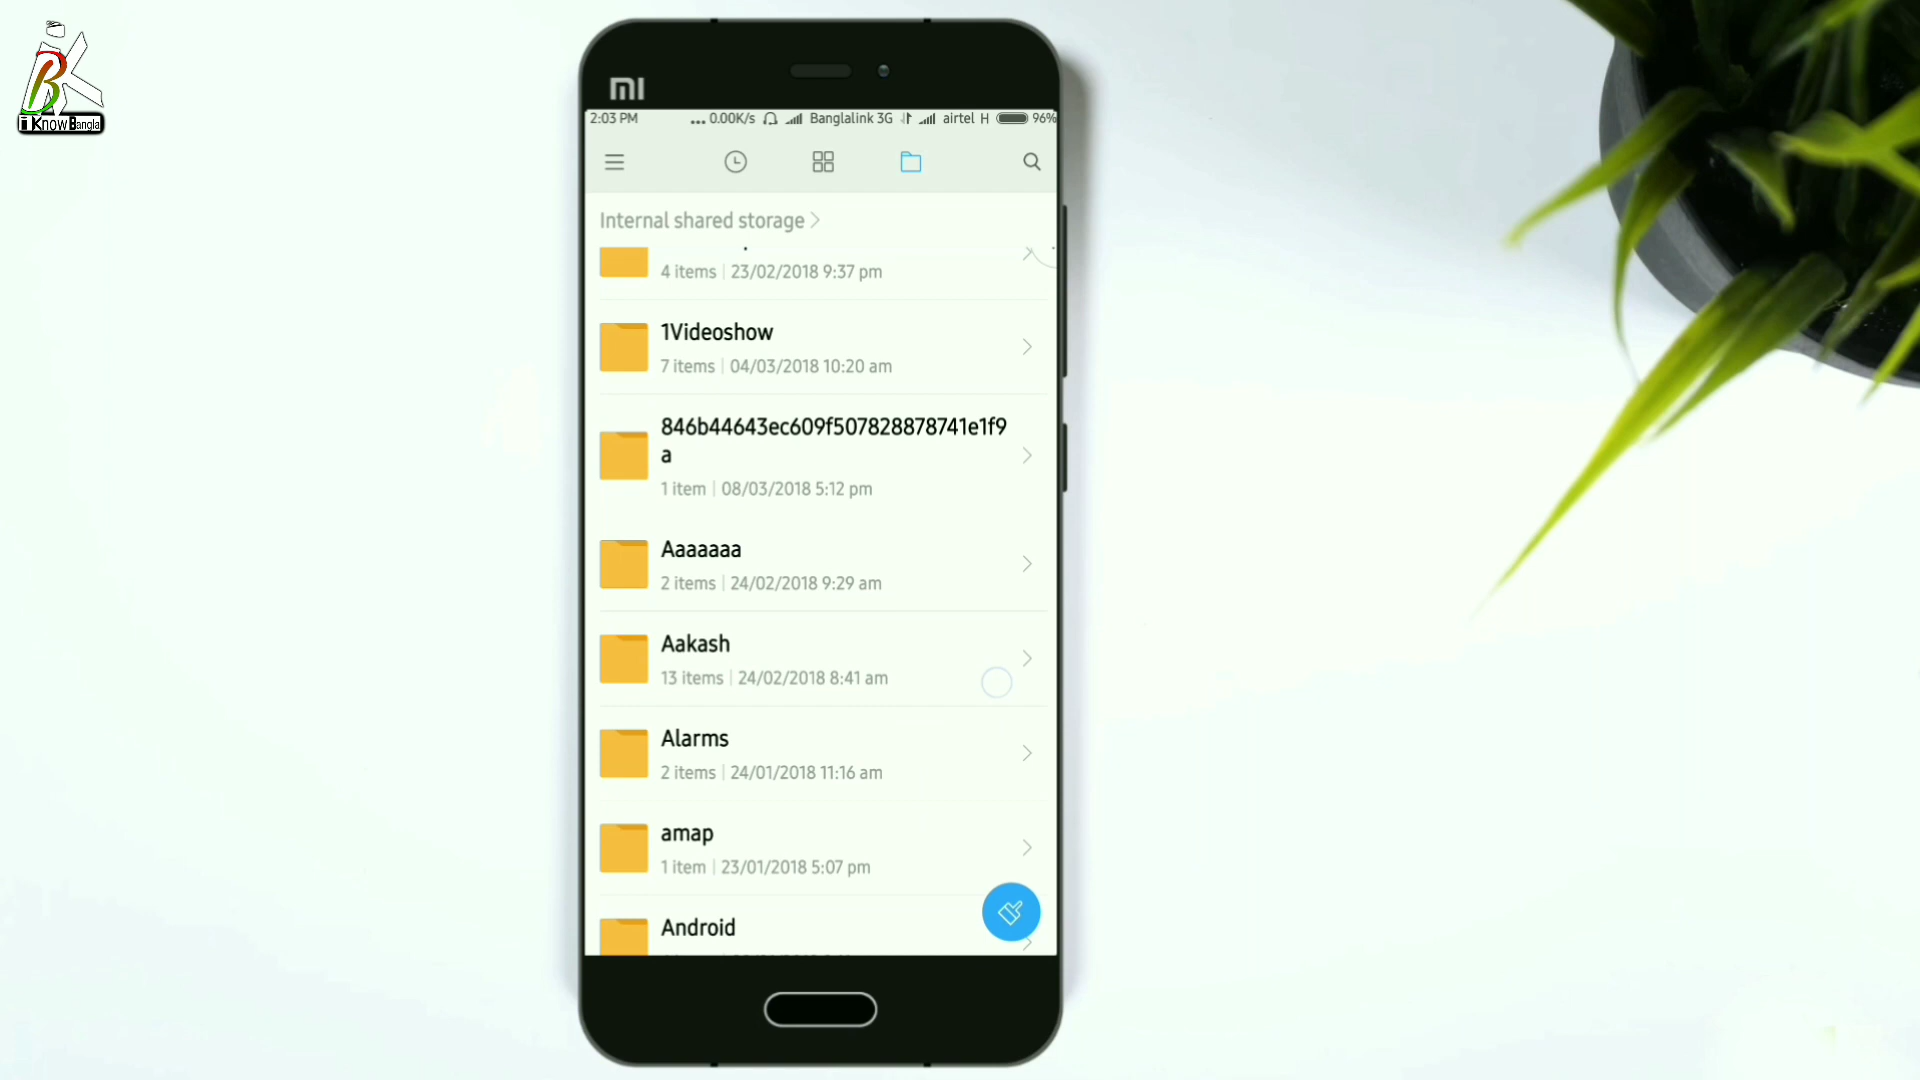 i Know Bangla
mi
2:03 PM ... 0.00K/s Banglalink 3G airtel H 96%
Internal shared storage >
4 items | 23/02/2018 9:37 pm
1Videoshow
7 items | 04/03/2018 10:20 am
846b44643ec609f507828878741e1f9
a
1 item | 08/03/2018 5:12 pm
Aaaaaaa
2 items | 24/02/2018 9:29 am
Aakash
13 items | 24/02/2018 8:41 am
Alarms
2 items | 24/01/2018 11:16 am
amap
1 item | 23/01/2018 5:07 pm
Android